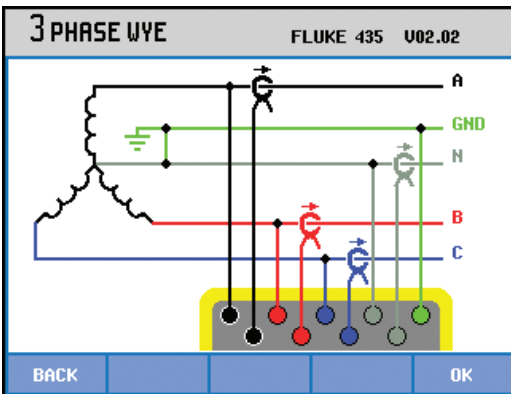 3 PHASE WYE
FLUKE 435 V02.02
A
GND
N
B
C
BACK
OK